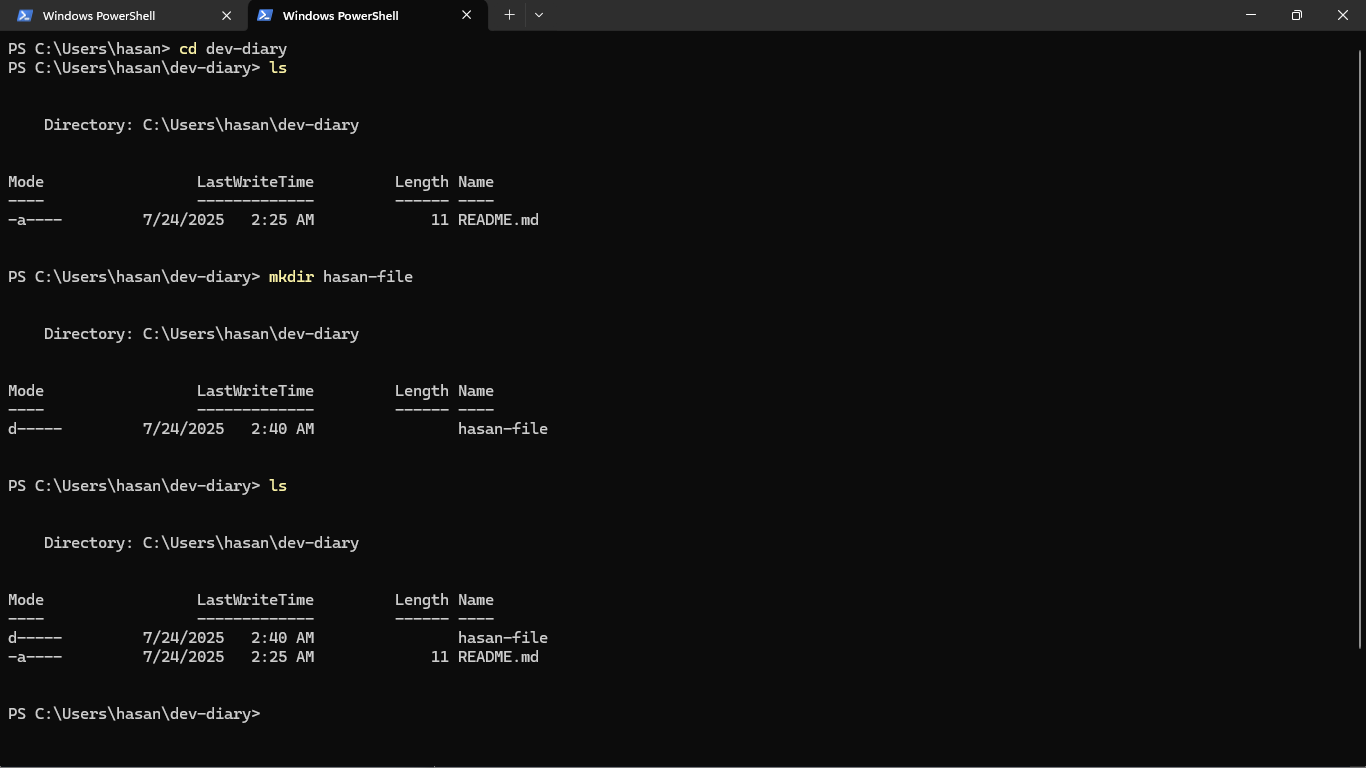 Windows PowerShell
Windows PowerShell
PS C:\Users\hasan> cd dev-diary
PS C:\Users\hasan\dev-diary> ls
Directory: C:\Users\hasan\dev-diary
Mode                 LastWriteTime         Length Name
----                 -------------         ------ ----
-a----         7/24/2025   2:25 AM             11 README.md
PS C:\Users\hasan\dev-diary> mkdir hasan-file
Directory: C:\Users\hasan\dev-diary
Mode                 LastWriteTime         Length Name
----                 -------------         ------ ----
d-----         7/24/2025   2:40 AM                hasan-file
PS C:\Users\hasan\dev-diary> ls
Directory: C:\Users\hasan\dev-diary
Mode                 LastWriteTime         Length Name
----                 -------------         ------ ----
d-----         7/24/2025   2:40 AM                hasan-file
-a----         7/24/2025   2:25 AM             11 README.md
PS C:\Users\hasan\dev-diary>